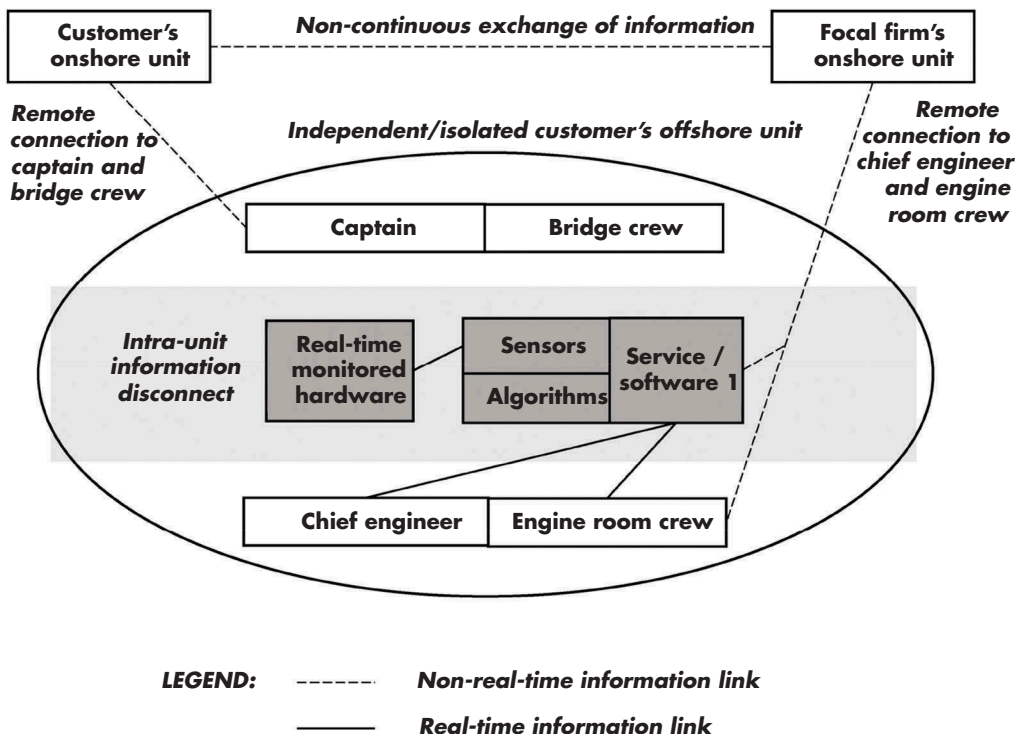 Customer's
onshore unit
Non-continuous exchange of information
Focal firm's
onshore unit
Remote
connection to
captain and
bridge crew
Independent/isolated customer's offshore unit
Remote
connection to
chief engineer
and engine
room crew
Captain
Bridge crew
Intra-unit
information
disconnect
Real-time
monitored
hardware
Sensors
Algorithms
Service /
software 1
Chief engineer
Engine room crew
LEGEND:
Non-real-time information link
Real-time information link